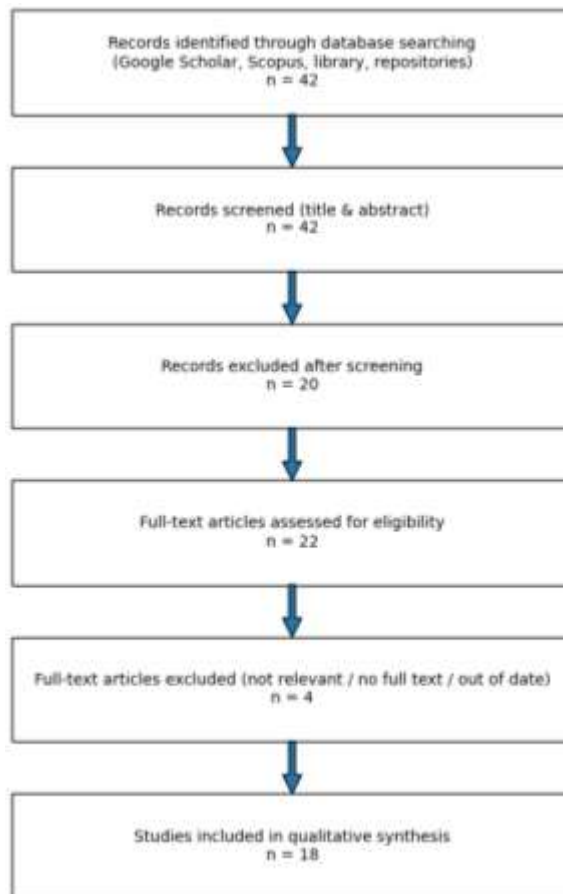 Records identified through database searching
(Google Scholar, Scopus, library, repositories)
n = 42
Records screened (title & abstract)
n = 42
Records excluded after screening
n = 20
Full-text articles assessed for eligibility
n = 22
Full-text articles excluded (not relevant / no full text / out of date)
n = 4
Studies included in qualitative synthesis
n = 18